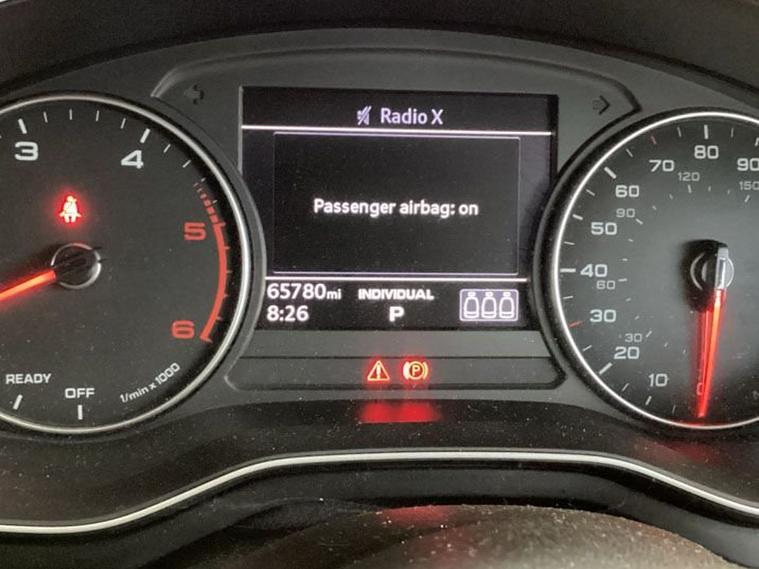 Radio X
Passenger airbag: on
65780mi INDIVIDUAL
8:26 P
3
4
5
6
READY
OFF
1/min x 1000
10
20
30
40
50
60
70
80
90
30
60
90
120
150
0
P